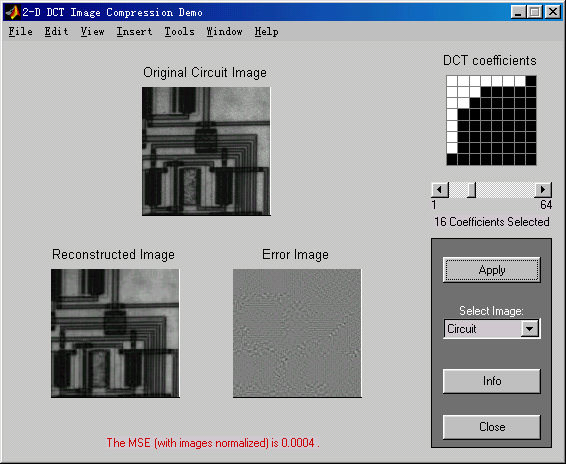 2-D DCT Image Compression Demo
File Edit View Insert Tools Window Help
Original Circuit Image
DCT coefficients
1 64
16 Coefficients Selected
Reconstructed Image
Error Image
Apply
Select Image:
Circuit
Info
Close
The MSE (with images normalized) is 0.0004 .